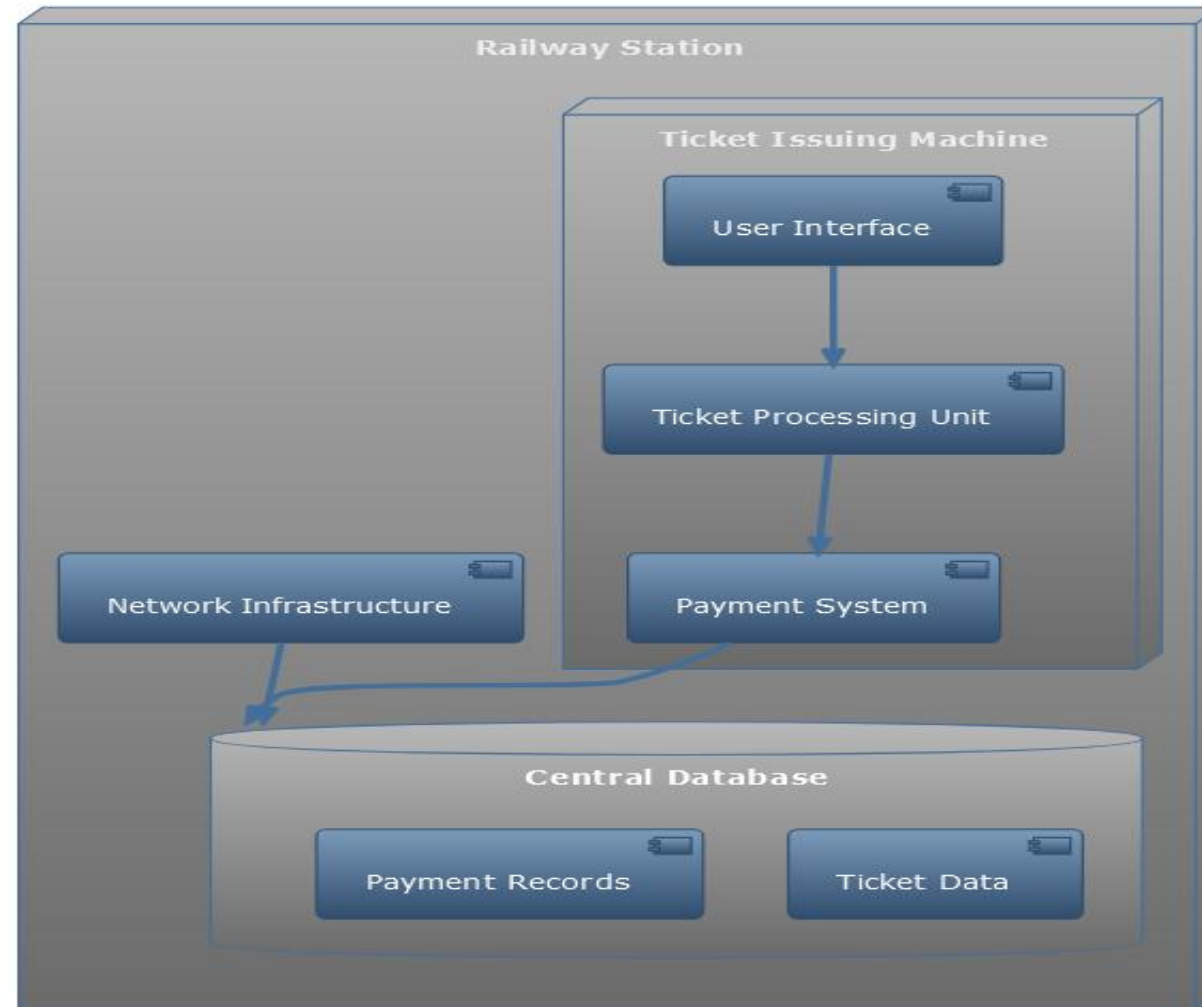 Railway Station
Ticket Issuing Machine
User Interface
Ticket Processing Unit
Network Infrastructure
Payment System
Central Database
Payment Records
Ticket Data